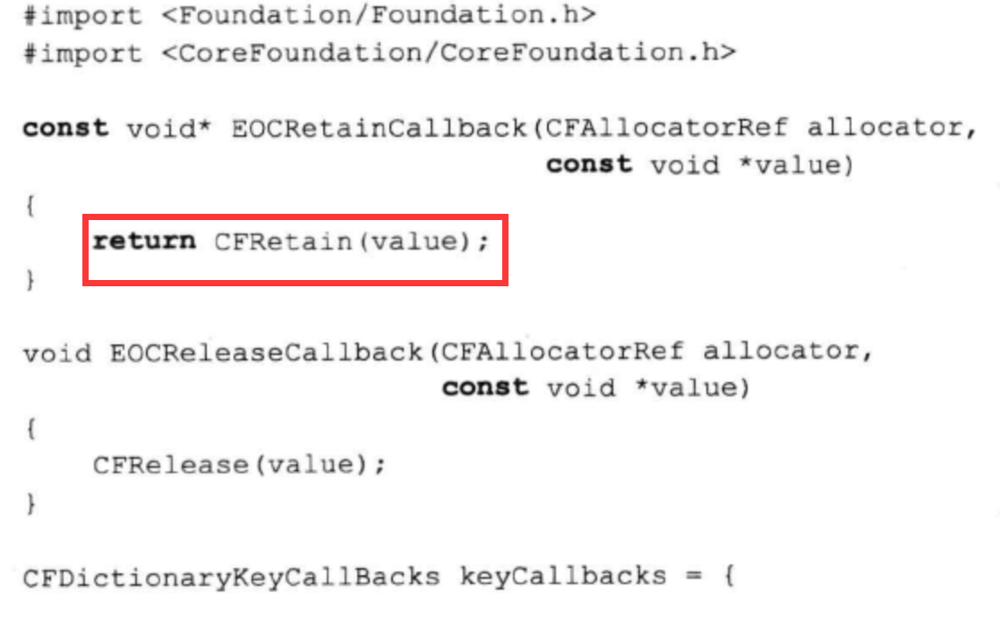 #import <Foundation/Foundation.h>
#import <CoreFoundation/CoreFoundation.h>
const void* EOCRetainCallback(CFAllocatorRef allocator,
const void *value)
{
return CFRetain(value);
}
void EOCReleaseCallback(CFAllocatorRef allocator,
const void *value)
{
CFRelease(value);
}
CFDictionaryKeyCallBacks keyCallbacks = {